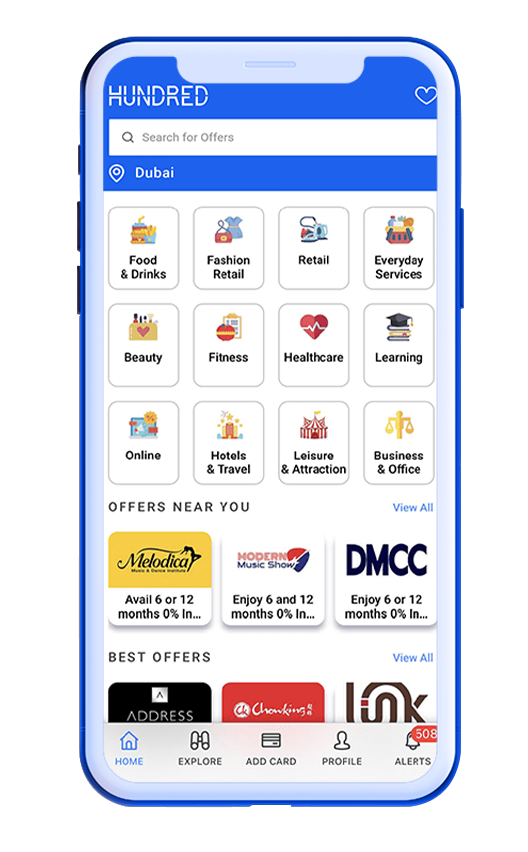 HUNDRED
Search for Offers
Dubai
Food
& Drinks
Fashion
Retail
Retail
Everyday
Services
Beauty
Fitness
Healthcare
Learning
Online
Hotels
& Travel
Leisure
& Attraction
Business
& Office
OFFERS NEAR YOU
View All
Melodica
Music & Dance Institute
Avail 6 or 12
months 0% In...
MODERN
Music Show
Enjoy 6 and 12
months 0% In...
DMCC
Enjoy 6 or 12
months 0% In...
BEST OFFERS
View All
A
ADDRESS
Ck Chowking
link
HOME
EXPLORE
ADD CARD
PROFILE
508
ALERTS